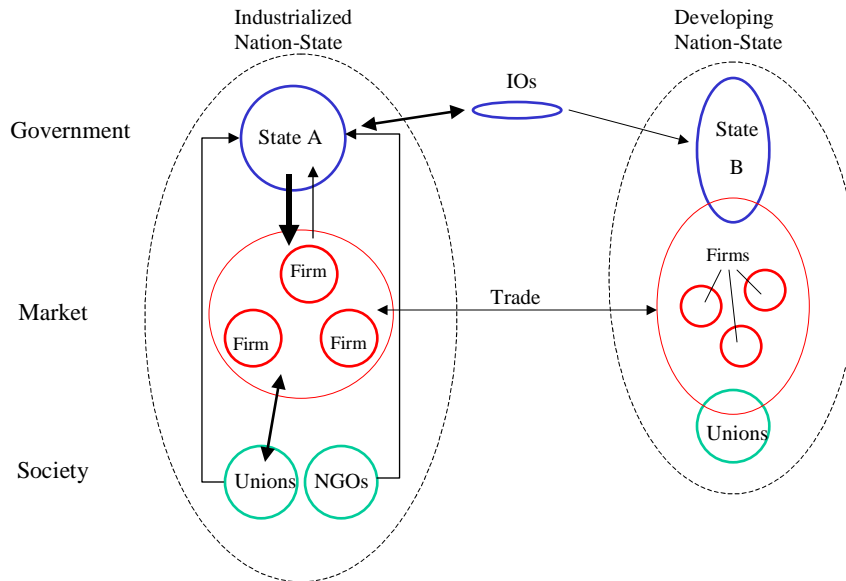 Industrialized
Nation-State
Developing
Nation-State
IOs
Government
State A
State
B
Firm
Firms
Market
Trade
Firm
Firm
Unions
Society
Unions
NGOs